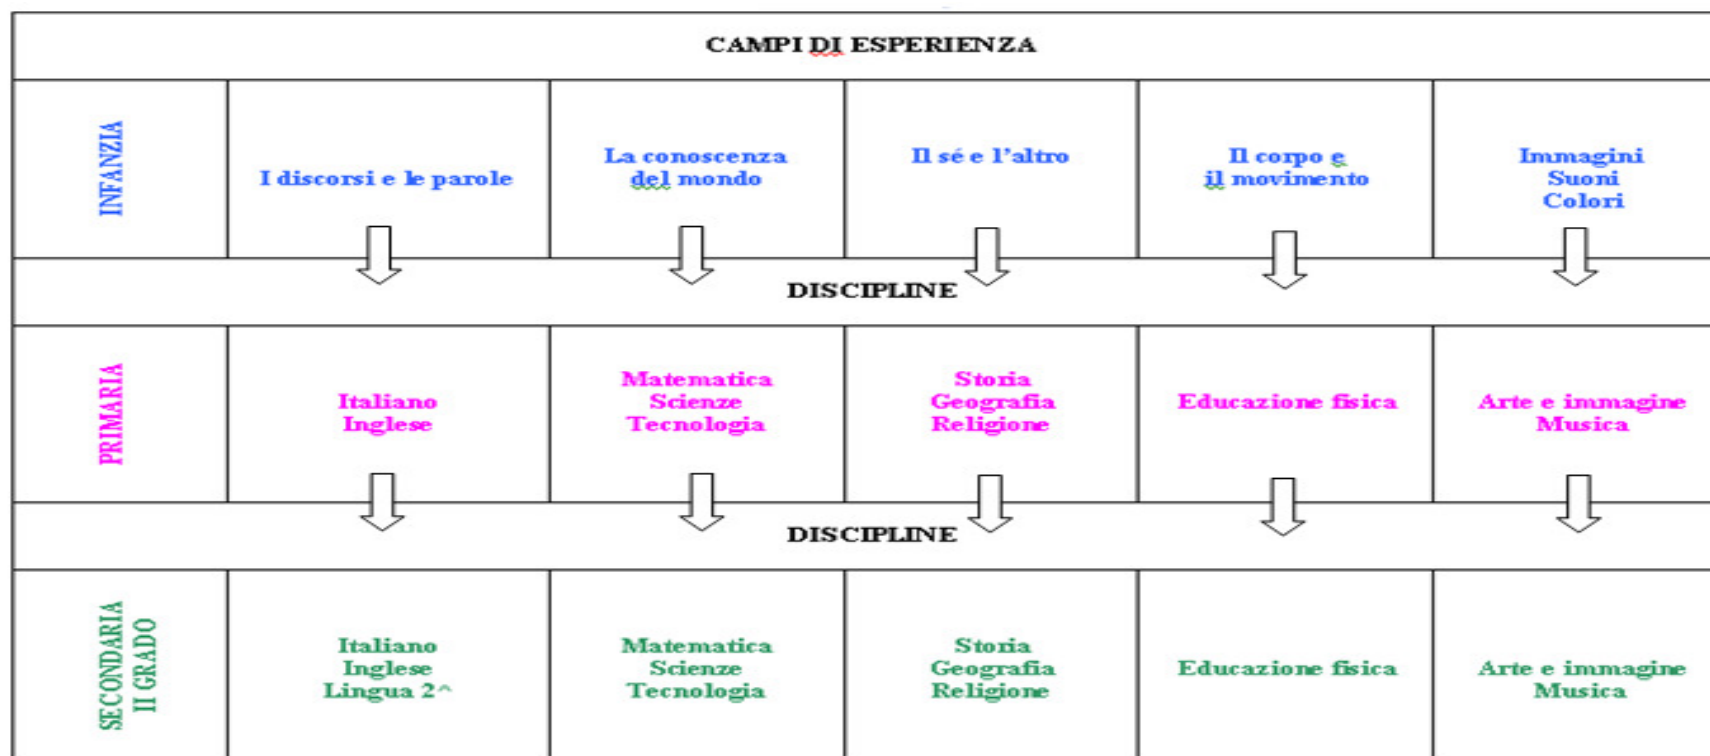 CAMPI DI ESPERIENZA
INFANZIA
I discorsi e le parole
La conoscenza
del mondo
Il sé e l'altro
Il corpo e
il movimento
Immagini
Suoni
Colori
DISCIPLINE
PRIMARIA
Italiano
Inglese
Matematica
Scienze
Tecnologia
Storia
Geografia
Religione
Educazione fisica
Arte e immagine
Musica
DISCIPLINE
SECONDARIA
II GRADO
Italiano
Inglese
Lingua 2^
Matematica
Scienze
Tecnologia
Storia
Geografia
Religione
Educazione fisica
Arte e immagine
Musica